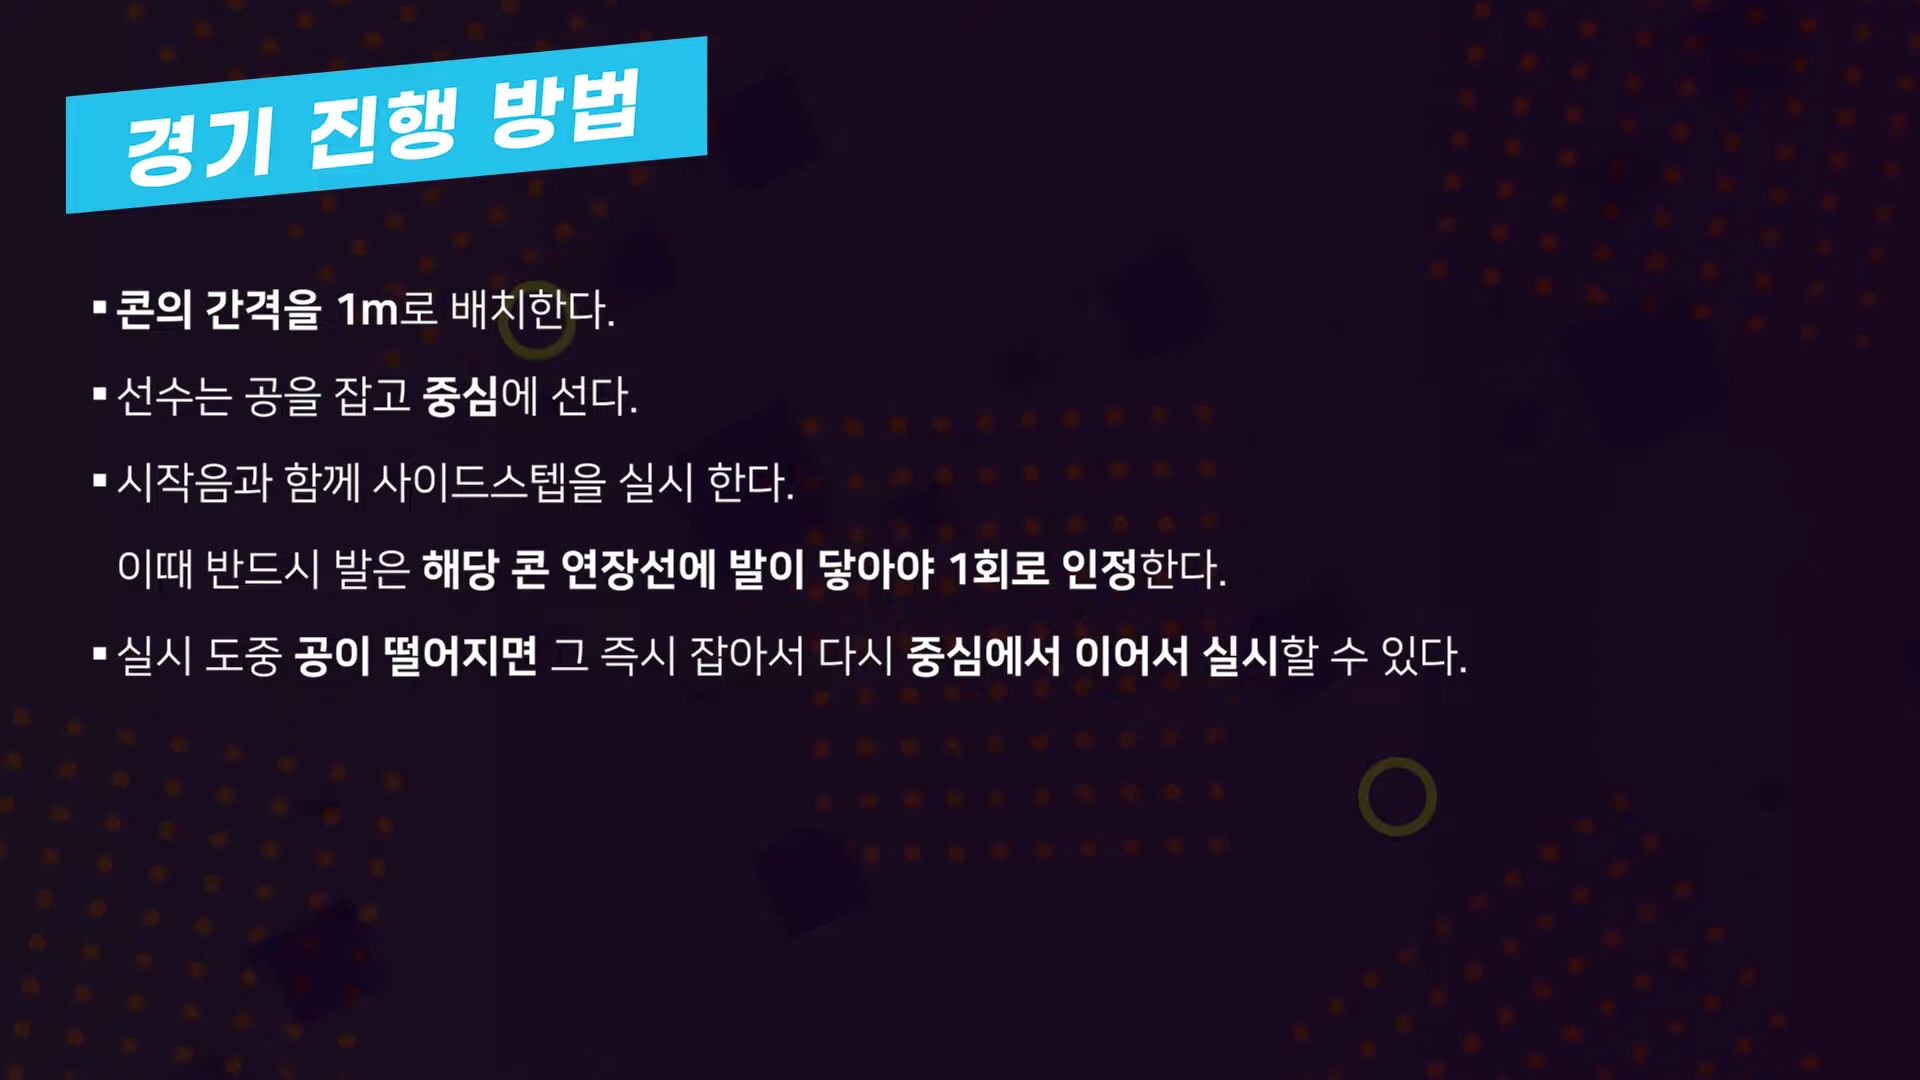 경기 진행 방법
▪ 콘의 간격을 1m로 배치한다.
▪ 선수는 공을 잡고 중심에 선다.
▪ 시작음과 함께 사이드스텝을 실시 한다.
이때 반드시 발은 해당 콘 연장선에 발이 닿아야 1회로 인정한다.
▪ 실시 도중 공이 떨어지면 그 즉시 잡아서 다시 중심에서 이어서 실시할 수 있다.